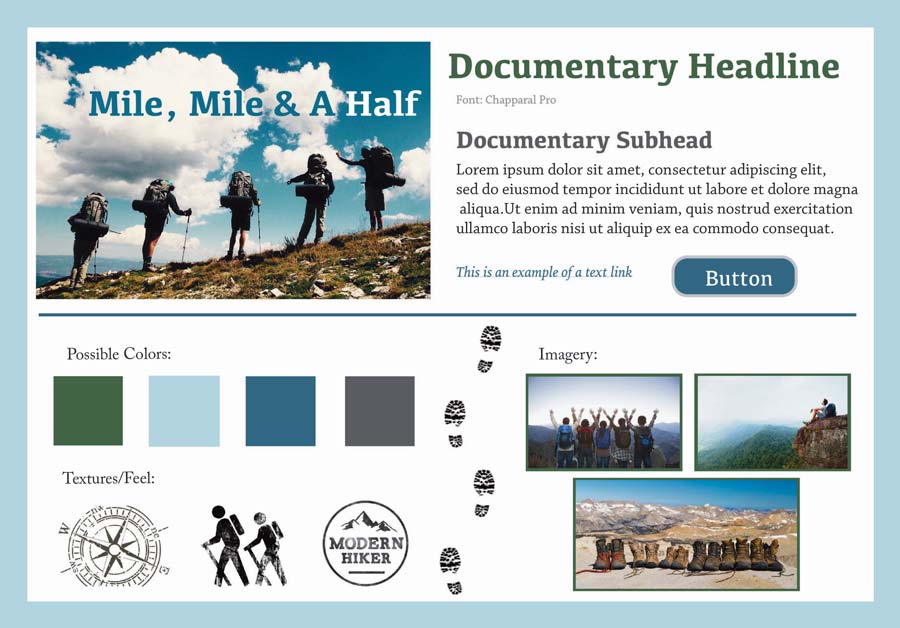 Mile, Mile & A Half
Documentary Headline
Font: Chapparal Pro
Documentary Subhead
Lorem ipsum dolor sit amet, consectetur adipiscing elit,
sed do eiusmod tempor incididunt ut labore et dolore magna
aliqua.Ut enim ad minim veniam, quis nostrud exercitation
ullamco laboris nisi ut aliquip ex ea commodo consequat.
This is an example of a text link
Button
Possible Colors:
Imagery:
Textures/Feel:
W
nw
ne
sw
MODERN
HIKER